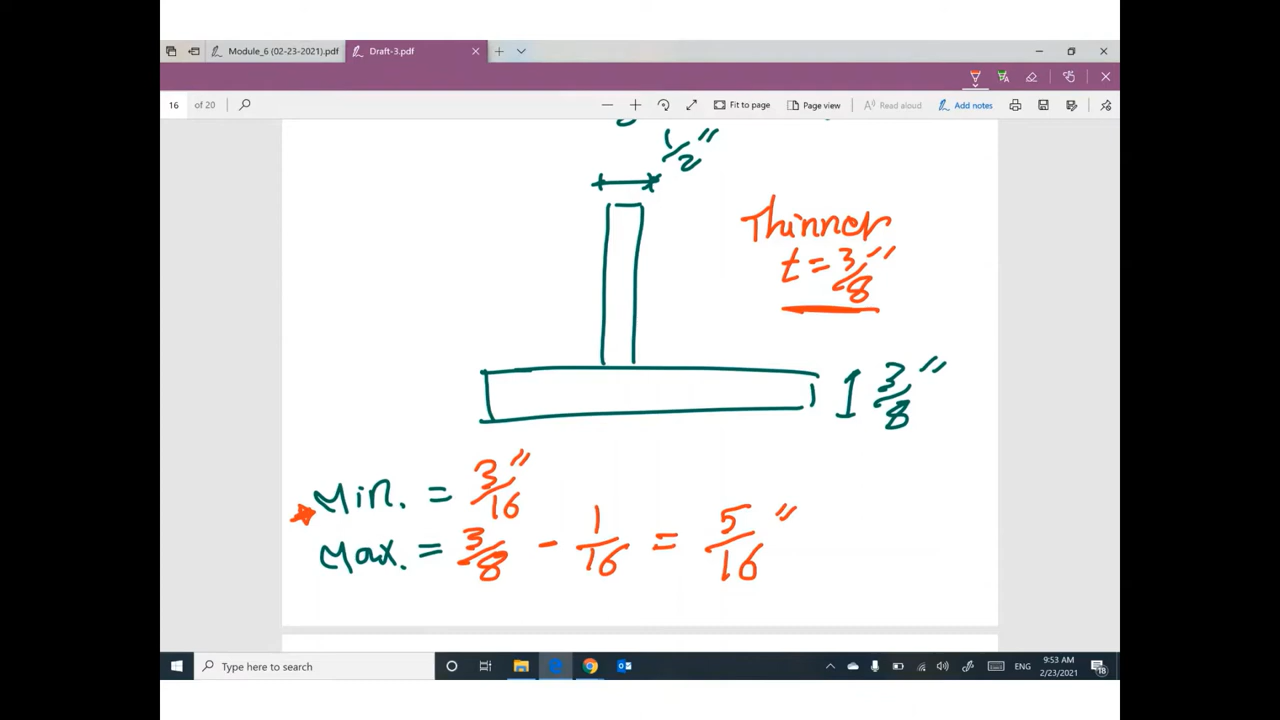 Module_6 (02-23-2021).pdf
Draft-3.pdf
16 of 20
Fit to page
Page view
Read aloud
Add notes
1/2"
Thinner
t = 3/8"
3/8"
Min. = 3/16"
Max. = 3/8 - 1/16 = 5/16"
Type here to search
ENG
9:53 AM
2/23/2021
18